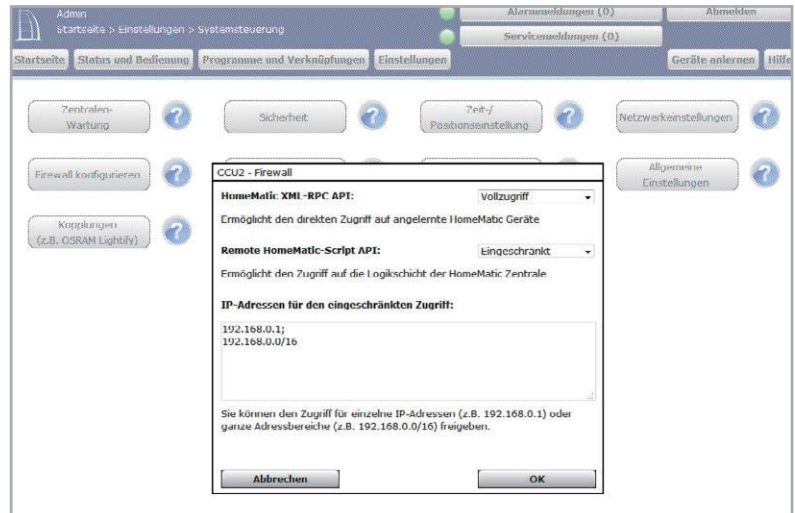 Admin
Startseite > Einstellungen > Systemsteuerung
Alarmmeldungen (0)
Abmelden
Servicemeldungen (0)
Startseite
Status und Bedienung
Programme und Verknüpfungen
Einstellungen
Geräte anlernen
Hilfe
Zentralen-
Wartung
?
Sicherheit
?
Zeit-/
Positionseinstellung
?
Netzwerkeinstellungen
?
Firewall konfigurieren
?
Allgemeine
Einstellungen
?
Kopplungen
(z.B. OSRAM Lightify)
?
CCU2 - Firewall
HomeMatic XML-RPC API:
Vollzugriff
Ermöglicht den direkten Zugriff auf angelernte HomeMatic Geräte
Remote HomeMatic-Script API:
Eingeschränkt
Ermöglicht den Zugriff auf die Logikschicht der HomeMatic Zentrale
IP-Adressen für den eingeschränkten Zugriff:
192.168.0.1;
192.168.0.0/16
Sie können den Zugriff für einzelne IP-Adressen (z.B. 192.168.0.1) oder
ganze Adressbereiche (z.B. 192.168.0.0/16) freigeben.
Abbrechen
OK